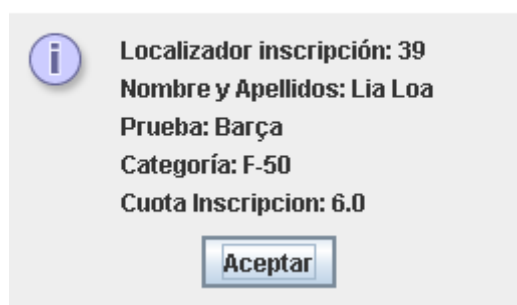 Localizador inscripción: 39
Nombre y Apellidos: Lia Loa
Prueba: Barça
Categoría: F-50
Cuota Inscripcion: 6.0
Aceptar